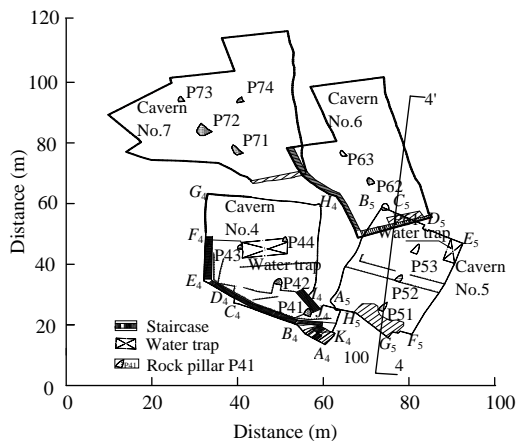 120
100
80
60
40
20
0
Distance (m)
0 20 40 60 80 100
Distance (m)
P73 P74
Cavern
No.7
P72
P71
Cavern
No.6
4'
P63
P62
G4
H4
B5 C5
D5
Cavern
No.4
F4
P43
P44
Water trap
Water trap
E5
P53
Cavern
No.5
E4
D4
C4
P42
P41
A5
P52
H5
P51
B4
K4
A4
G5
F5
100
4
Staircase
Water trap
P41 Rock pillar P41